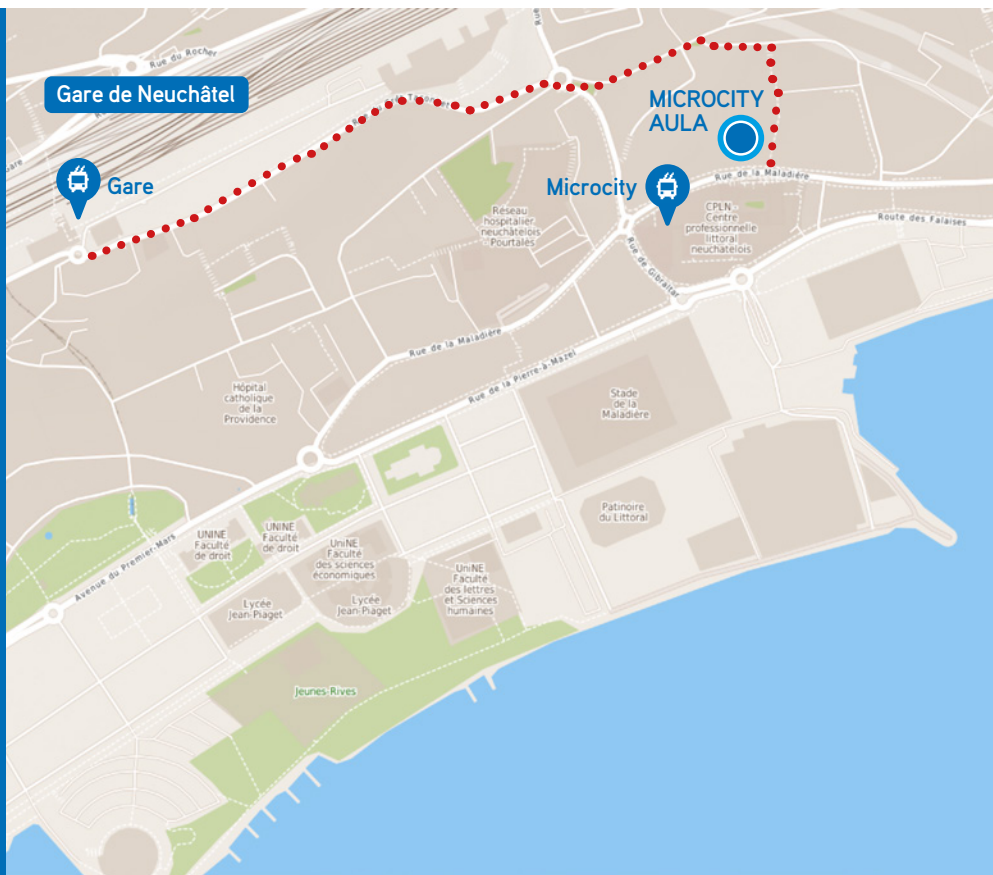 Rue du Rocher
Gare de Neuchâtel
MICROCITY
AULA
Gare
Gare
Microcity
Rue de la Maladière
Réseau
hospitalier
neuchâtelois
Pourtalès
CPLN -
Centre
professionnelle
littoral
neuchâtelois
Route des Falaises
Rue de Gibraltar
Rue de la Maladière
Rue de la Pierre-à-Mazel
Hôpital
catholique
de la
Providence
Stade
de la
Maladière
Patinoire
du Littoral
Avenue du Premier-Mars
UNINE
Faculté
de droit
UNINE
Faculté
de droit
UniNE
Faculté
des sciences
économiques
UniNE
Faculté
des lettres
et Sciences
humaines
Lycée
Jean-Piaget
Lycée
Jean-Piaget
Jeunes-Rives